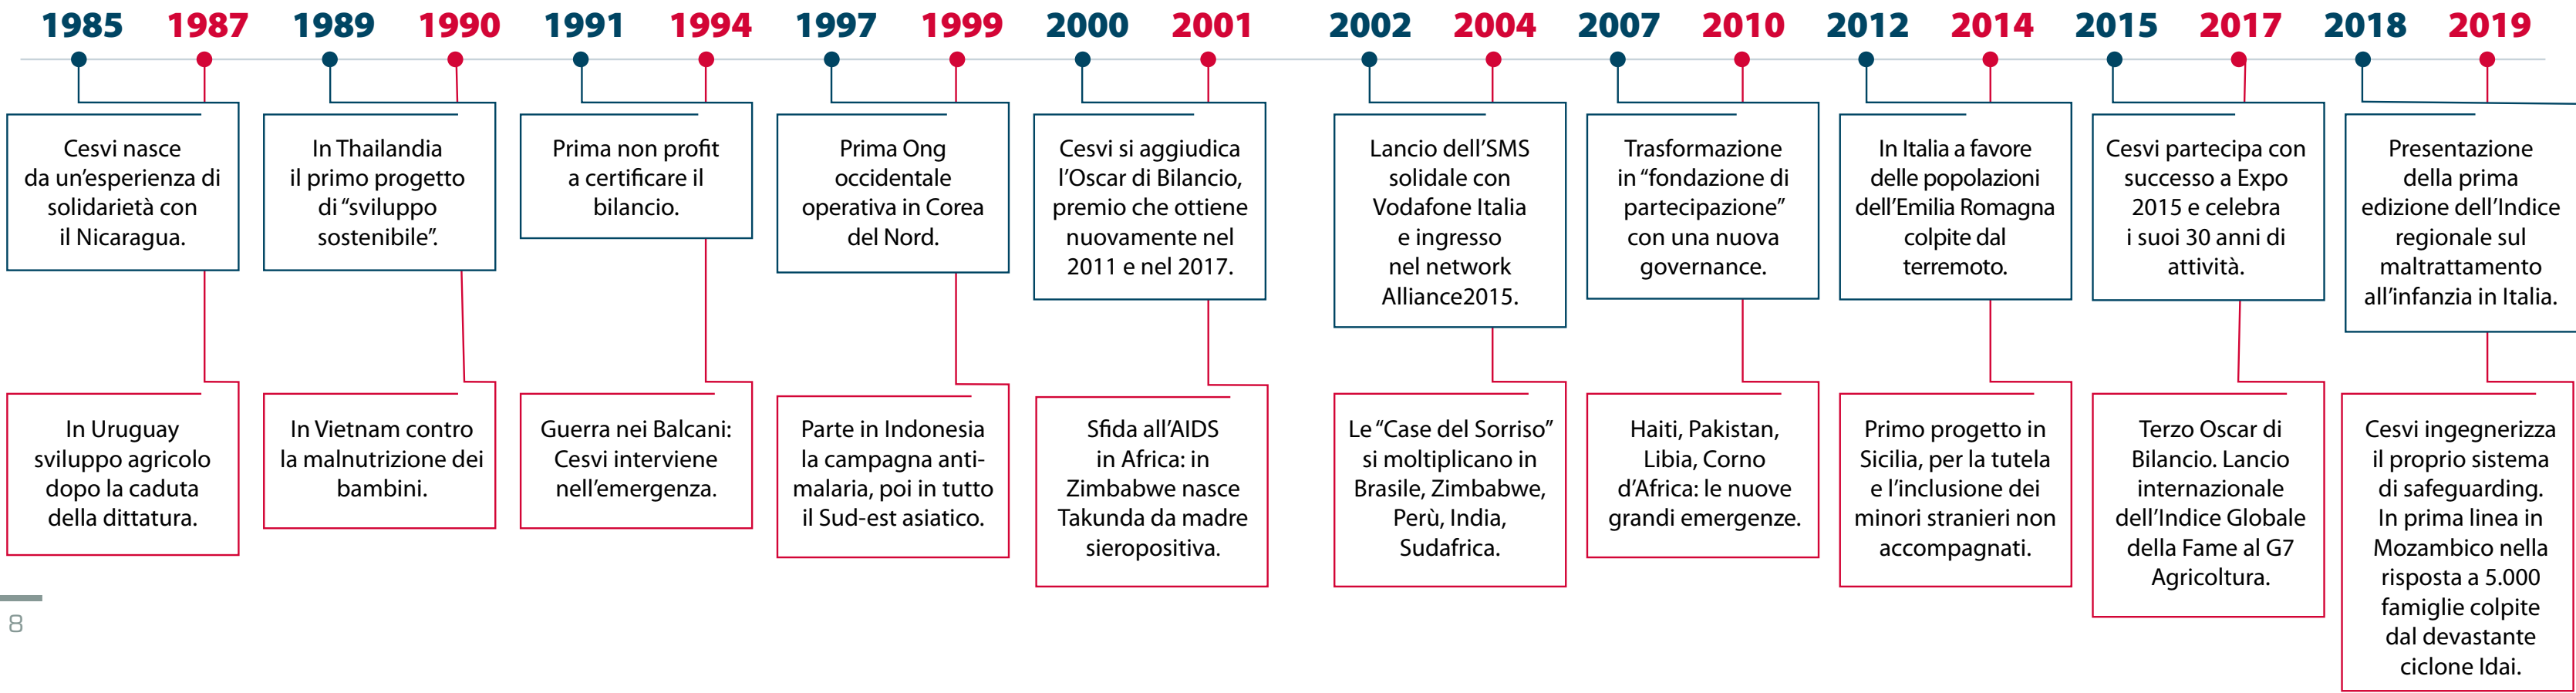 1985 1987 1989 1990 1991 1994 1997 1999 2000 2001 2002 2004 2007 2010 2012 2014 2015 2017 2018 2019
Cesvi nasce
da un’esperienza di
solidarietà con
il Nicaragua.
In Thailandia
il primo progetto
di “sviluppo
sostenibile”.
Prima non profit
a certificare il
bilancio.
Prima Ong
occidentale
operativa in Corea
del Nord.
Cesvi si aggiudica
l’Oscar di Bilancio,
premio che ottiene
nuovamente nel
2011 e nel 2017.
Lancio dell’SMS
solidale con
Vodafone Italia
e ingresso
nel network
Alliance2015.
Trasformazione
in “fondazione di
partecipazione”
con una nuova
governance.
In Italia a favore
delle popolazioni
dell’Emilia Romagna
colpite dal
terremoto.
Cesvi partecipa con
successo a Expo
2015 e celebra
i suoi 30 anni di
attività.
Presentazione
della prima
edizione dell’Indice
regionale sul
maltrattamento
all’infanzia in Italia.
In Uruguay
sviluppo agricolo
dopo la caduta
della dittatura.
In Vietnam contro
la malnutrizione dei
bambini.
Guerra nei Balcani:
Cesvi interviene
nell’emergenza.
Parte in Indonesia
la campagna anti-
malaria, poi in tutto
il Sud-est asiatico.
Sfida all’AIDS
in Africa: in
Zimbabwe nasce
Takunda da madre
sieropositiva.
Le “Case del Sorriso”
si moltiplicano in
Brasile, Zimbabwe,
Perù, India,
Sudafrica.
Haiti, Pakistan,
Libia, Corno
d’Africa: le nuove
grandi emergenze.
Primo progetto in
Sicilia, per la tutela
e l’inclusione dei
minori stranieri non
accompagnati.
Terzo Oscar di
Bilancio. Lancio
internazionale
dell’Indice Globale
della Fame al G7
Agricoltura.
Cesvi ingegnerizza
il proprio sistema
di safeguarding.
In prima linea in
Mozambico nella
risposta a 5.000
famiglie colpite
dal devastante
ciclone Idai.
8